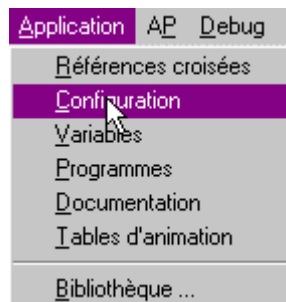 Application AP Debug
Références croisées
Configuration
Variables
Programmes
Documentation
Tables d'animation
Bibliothèque ...